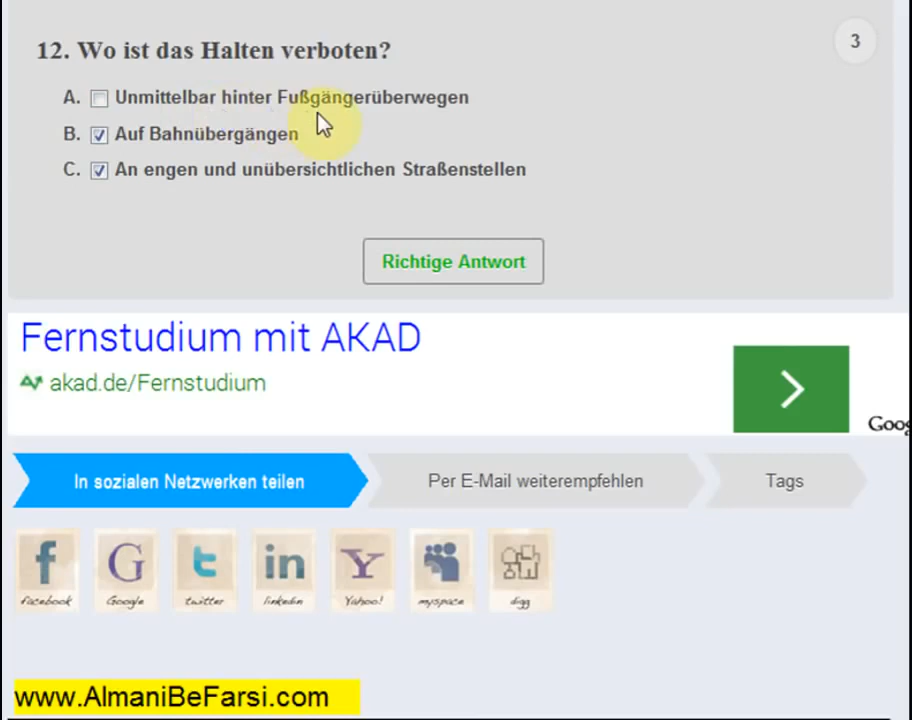 12. Wo ist das Halten verboten?
3
A. Unmittelbar hinter Fußgängerüberwegen
B. Auf Bahnübergängen
C. An engen und unübersichtlichen Straßenstellen
Richtige Antwort
Fernstudium mit AKAD
akad.de/Fernstudium
Goog
In sozialen Netzwerken teilen
Per E-Mail weiterempfehlen
Tags
facebook
Google
twitter
linkedin
Yahoo!
myspace
digg
www.AlmaniBeFarsi.com